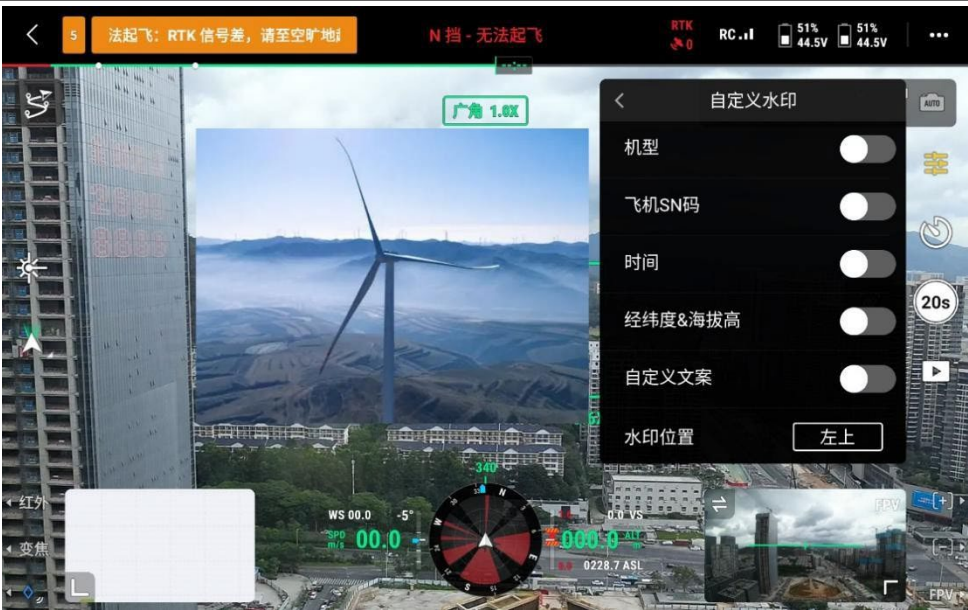 5
法起飞：RTK 信号差，请至空旷地起
N 挡 - 无法起飞
RTK
0
RC
51%
44.5V
51%
44.5V
广角 1.0X
自定义水印
AUTO
机型
飞机SN码
时间
经纬度&海拔高
20s
自定义文案
水印位置
左上
340
红外
变焦
WS 00.0
-5°
SPD
m/s
00.0
N
W
E
S
000.0
ALT
m
0.0 VS
0228.7 ASL
FPV
FPV